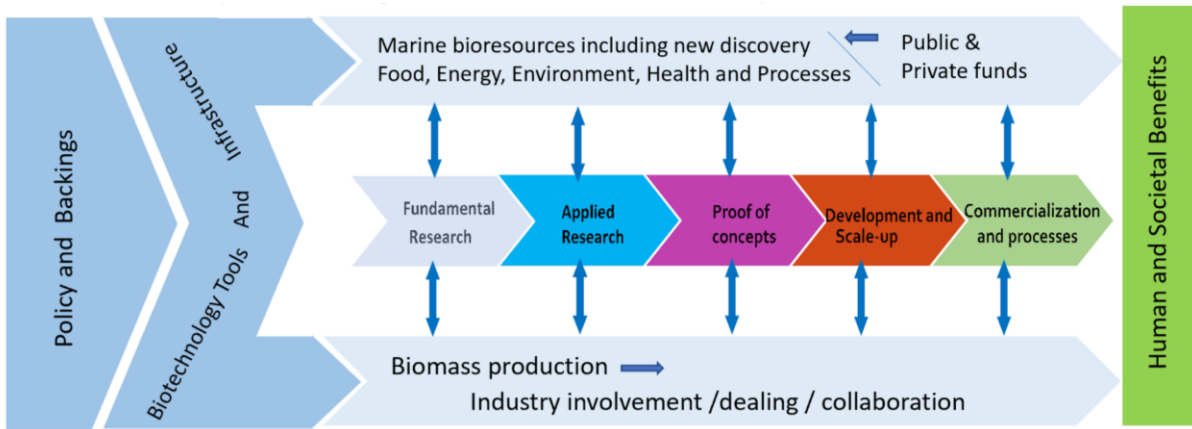 Policy and Backings
Biotechnology Tools And Infrastructure
Marine bioresources including new discovery
Food, Energy, Environment, Health and Processes
Public &
Private funds
Fundamental
Research
Applied
Research
Proof of
concepts
Development and
Scale-up
Commercialization
and processes
Biomass production
Industry involvement /dealing / collaboration
Human and Societal Benefits